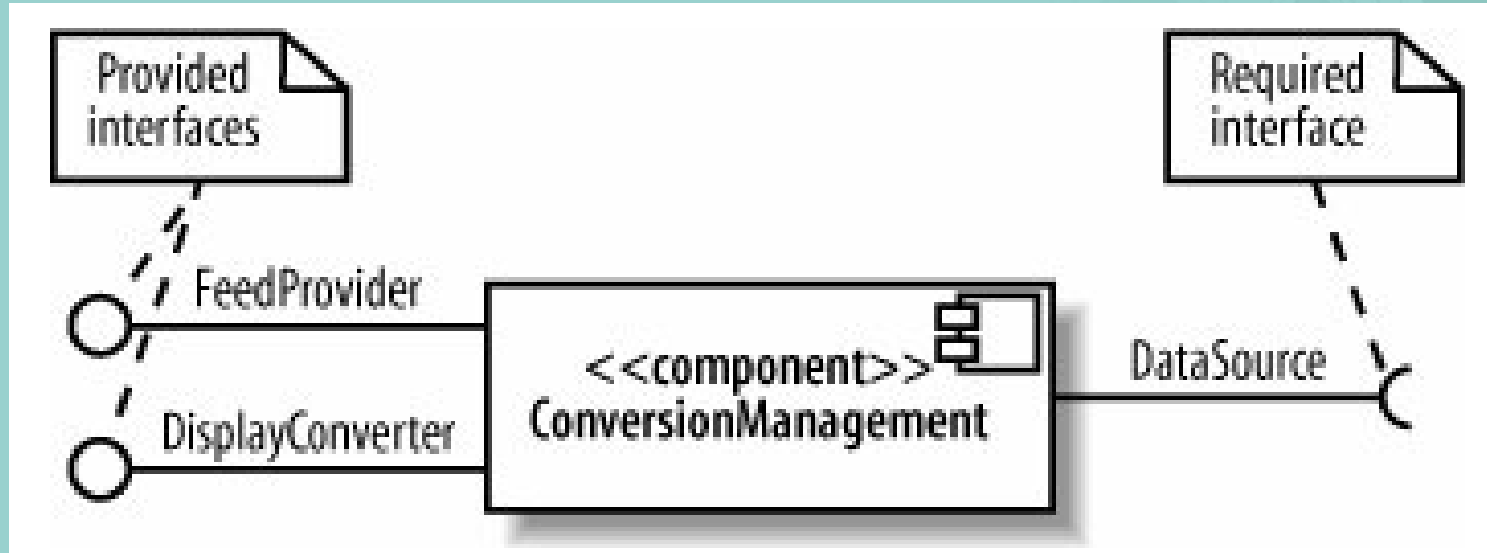 Provided
interfaces
Required
interface
FeedProvider
<<component>>
ConversionManagement
DataSource
DisplayConverter